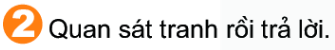 2 Quan sát tranh rồi trả lời.